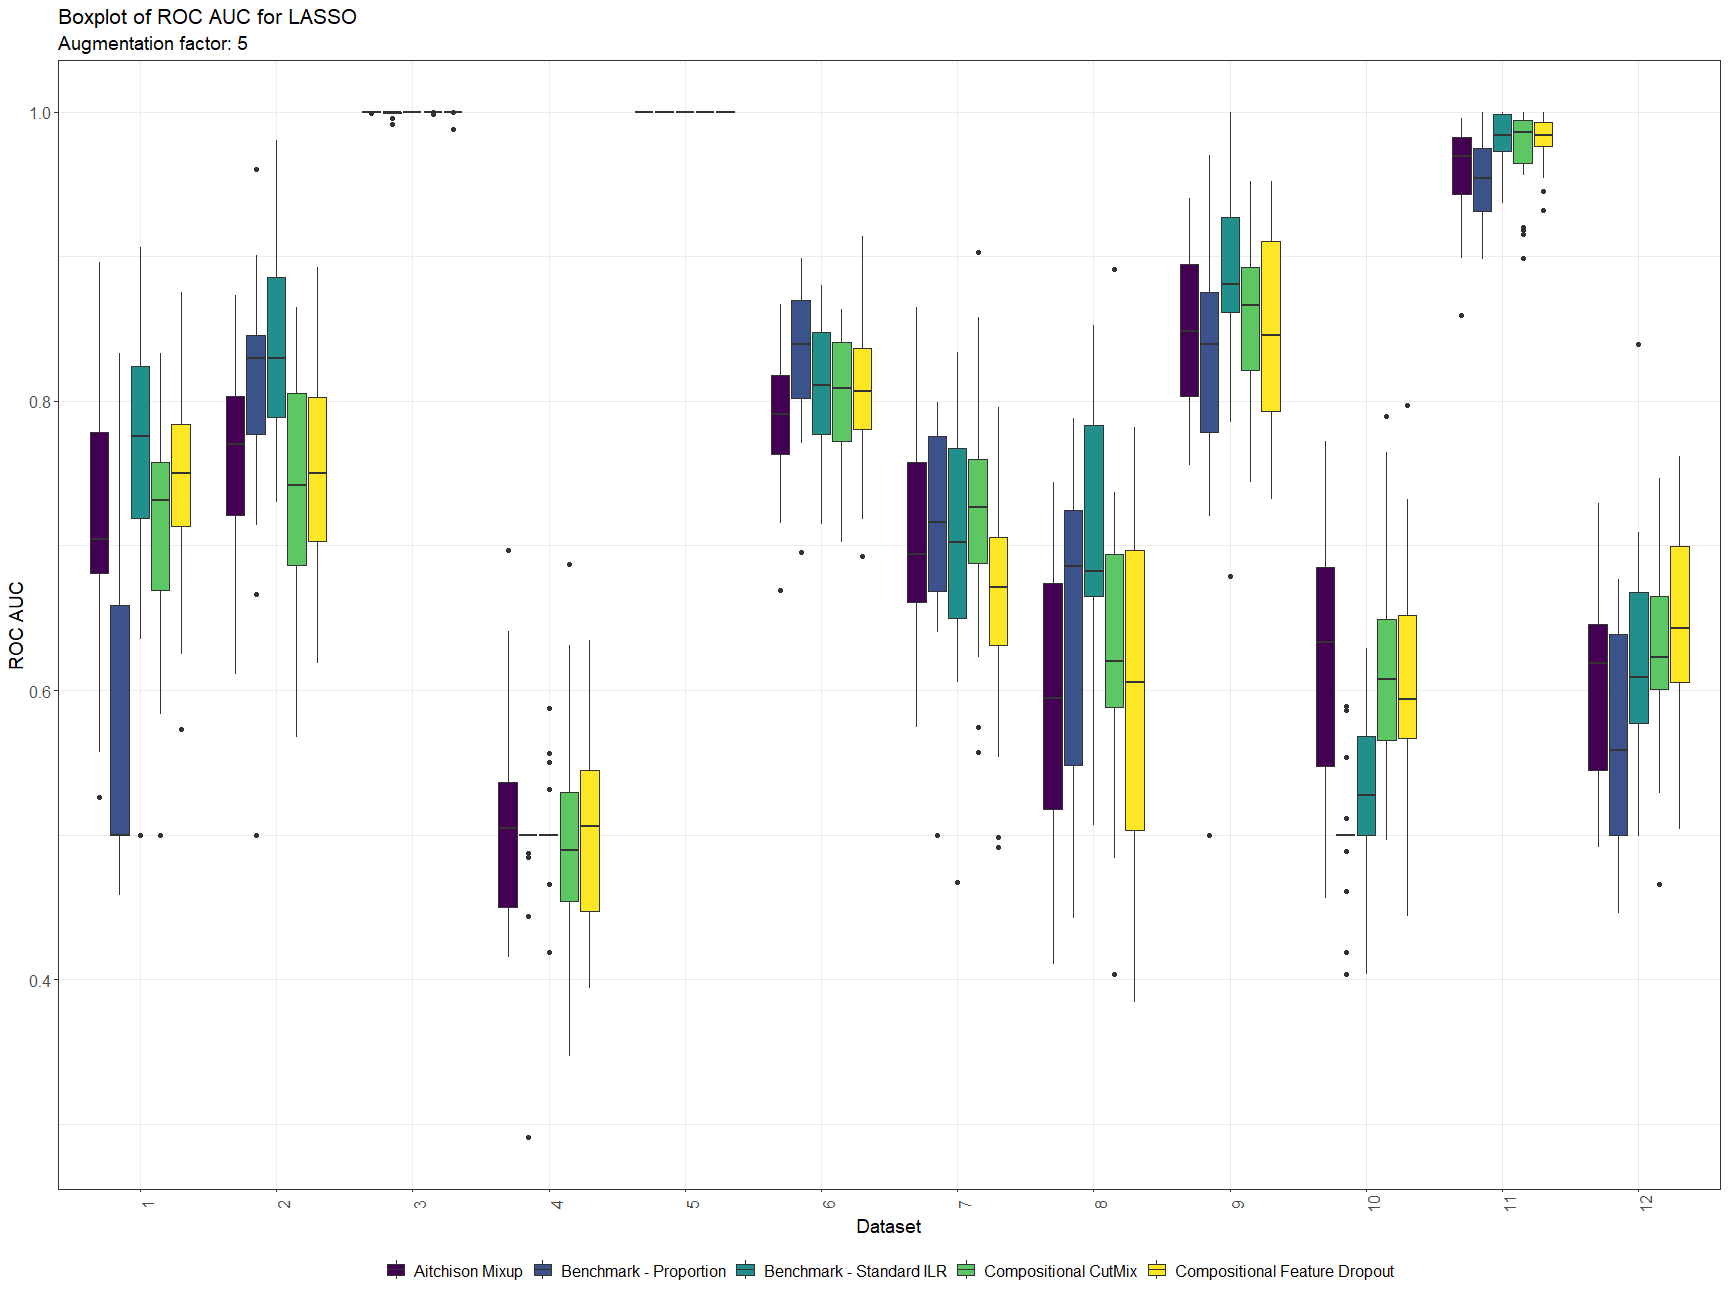 Boxplot of ROC AUC for LASSO
Augmentation factor: 5
ROC AUC
1.0
0.8
0.6
0.4
1 2 3 4 5 6 7 8 9 10 11 12
Dataset
Aitchison Mixup Benchmark - Proportion Benchmark - Standard ILR Compositional CutMix Compositional Feature Dropout